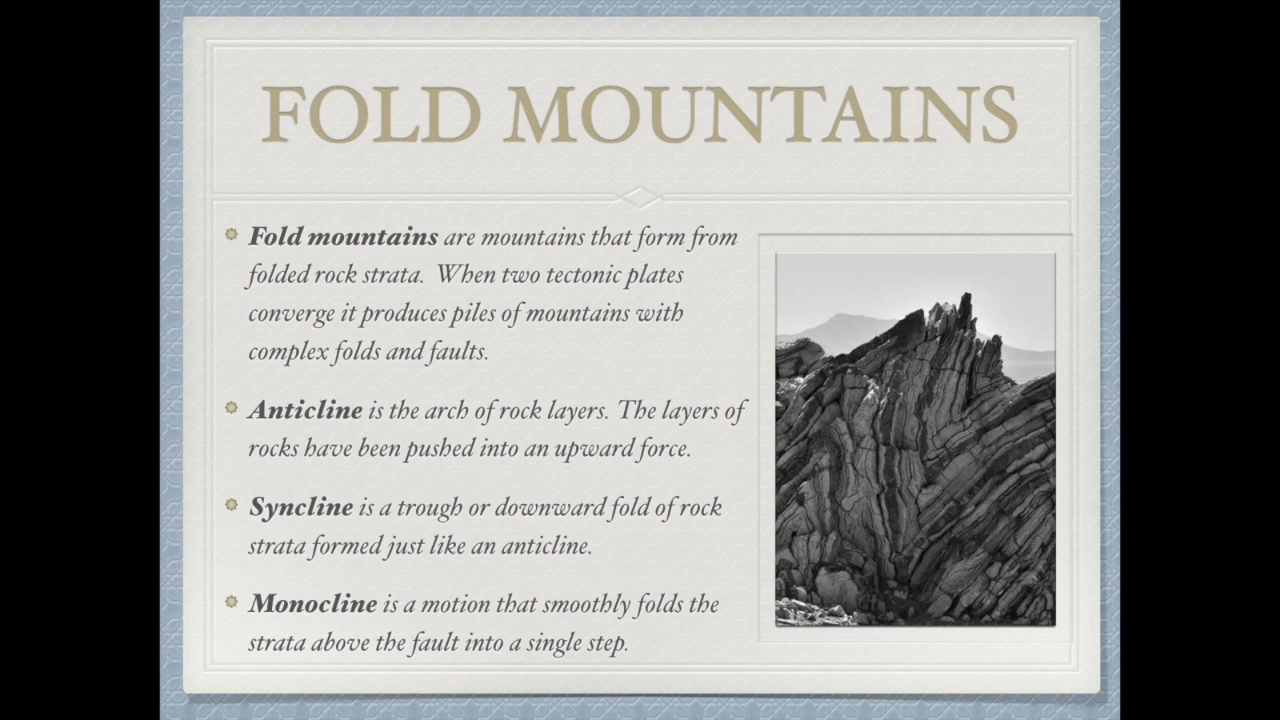 FOLD MOUNTAINS
Fold mountains are mountains that form from
folded rock strata. When two tectonic plates
converge it produces piles of mountains with
complex folds and faults.
Anticline is the arch of rock layers. The layers of
rocks have been pushed into an upward force.
Syncline is a trough or downward fold of rock
strata formed just like an anticline.
Monocline is a motion that smoothly folds the
strata above the fault into a single step.